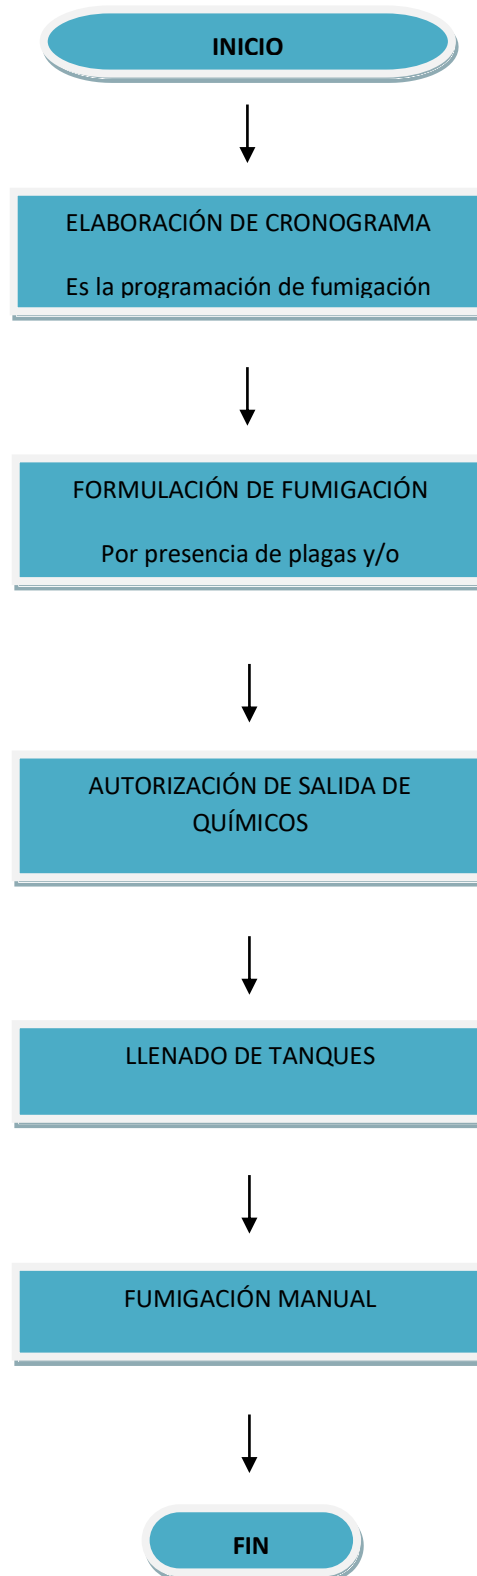 INICIO
ELABORACIÓN DE CRONOGRAMA
Es la programación de fumigación
FORMULACIÓN DE FUMIGACIÓN
Por presencia de plagas y/o
AUTORIZACIÓN DE SALIDA DE
QUÍMICOS
LLENADO DE TANQUES
FUMIGACIÓN MANUAL
FIN